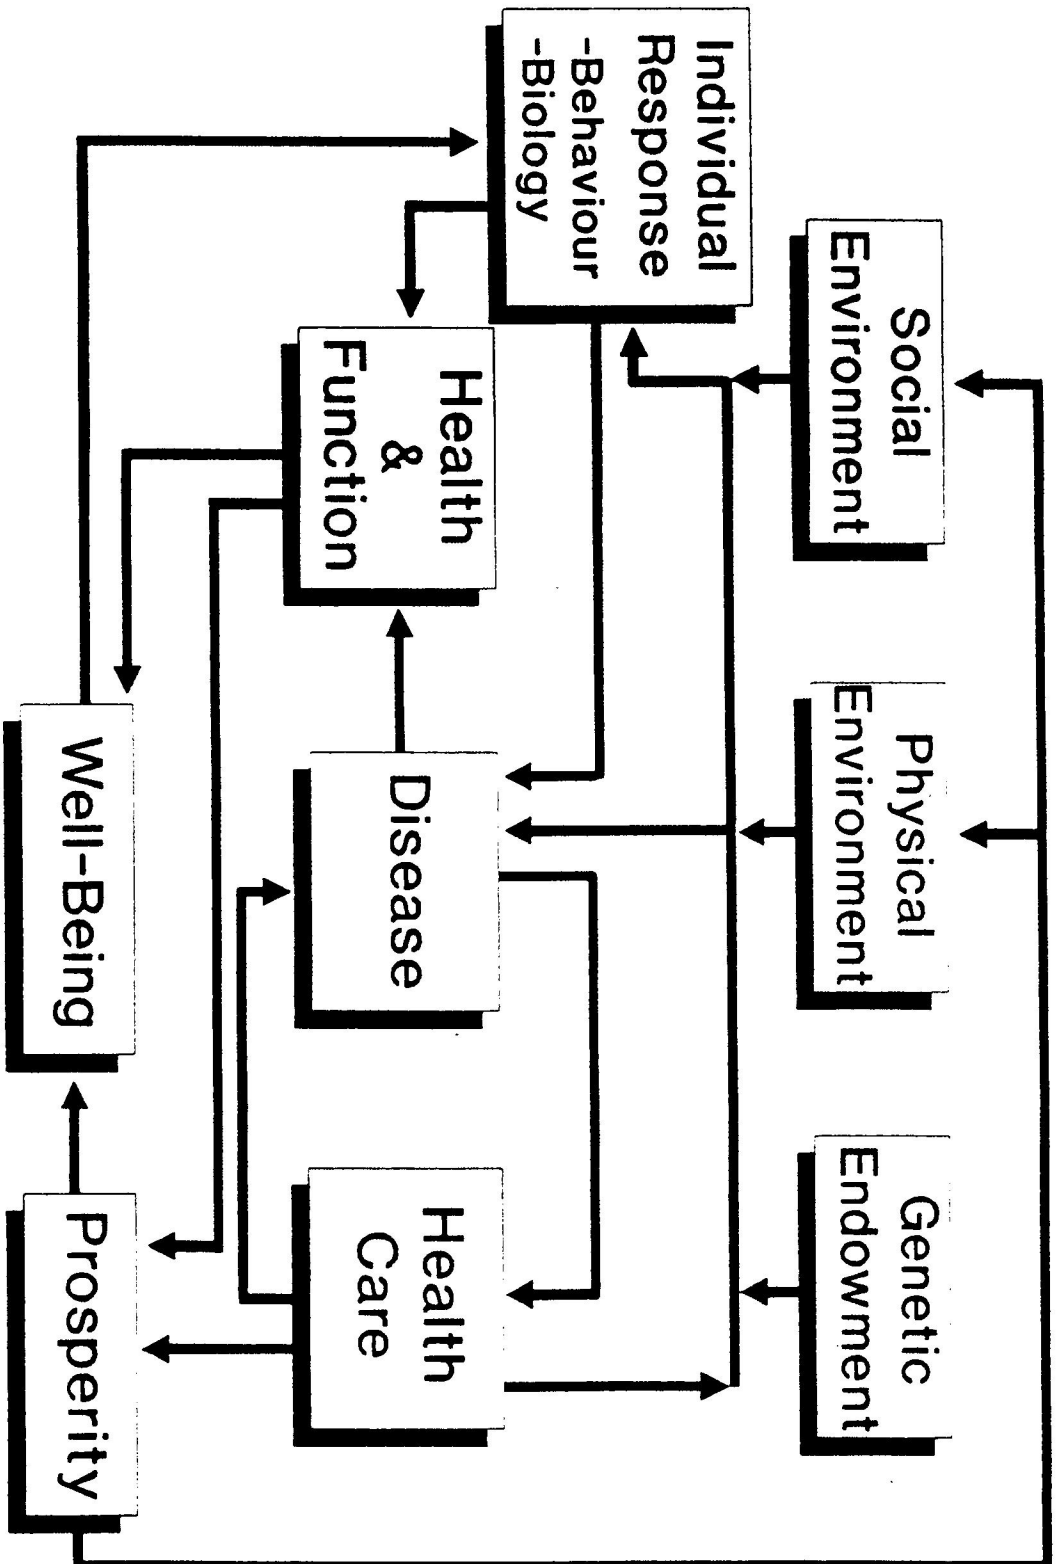 Social
Environment
Physical
Environment
Genetic
Endowment
Individual
Response
-Behaviour
-Biology
Health
&
Function
Disease
Health
Care
Well-Being
Prosperity